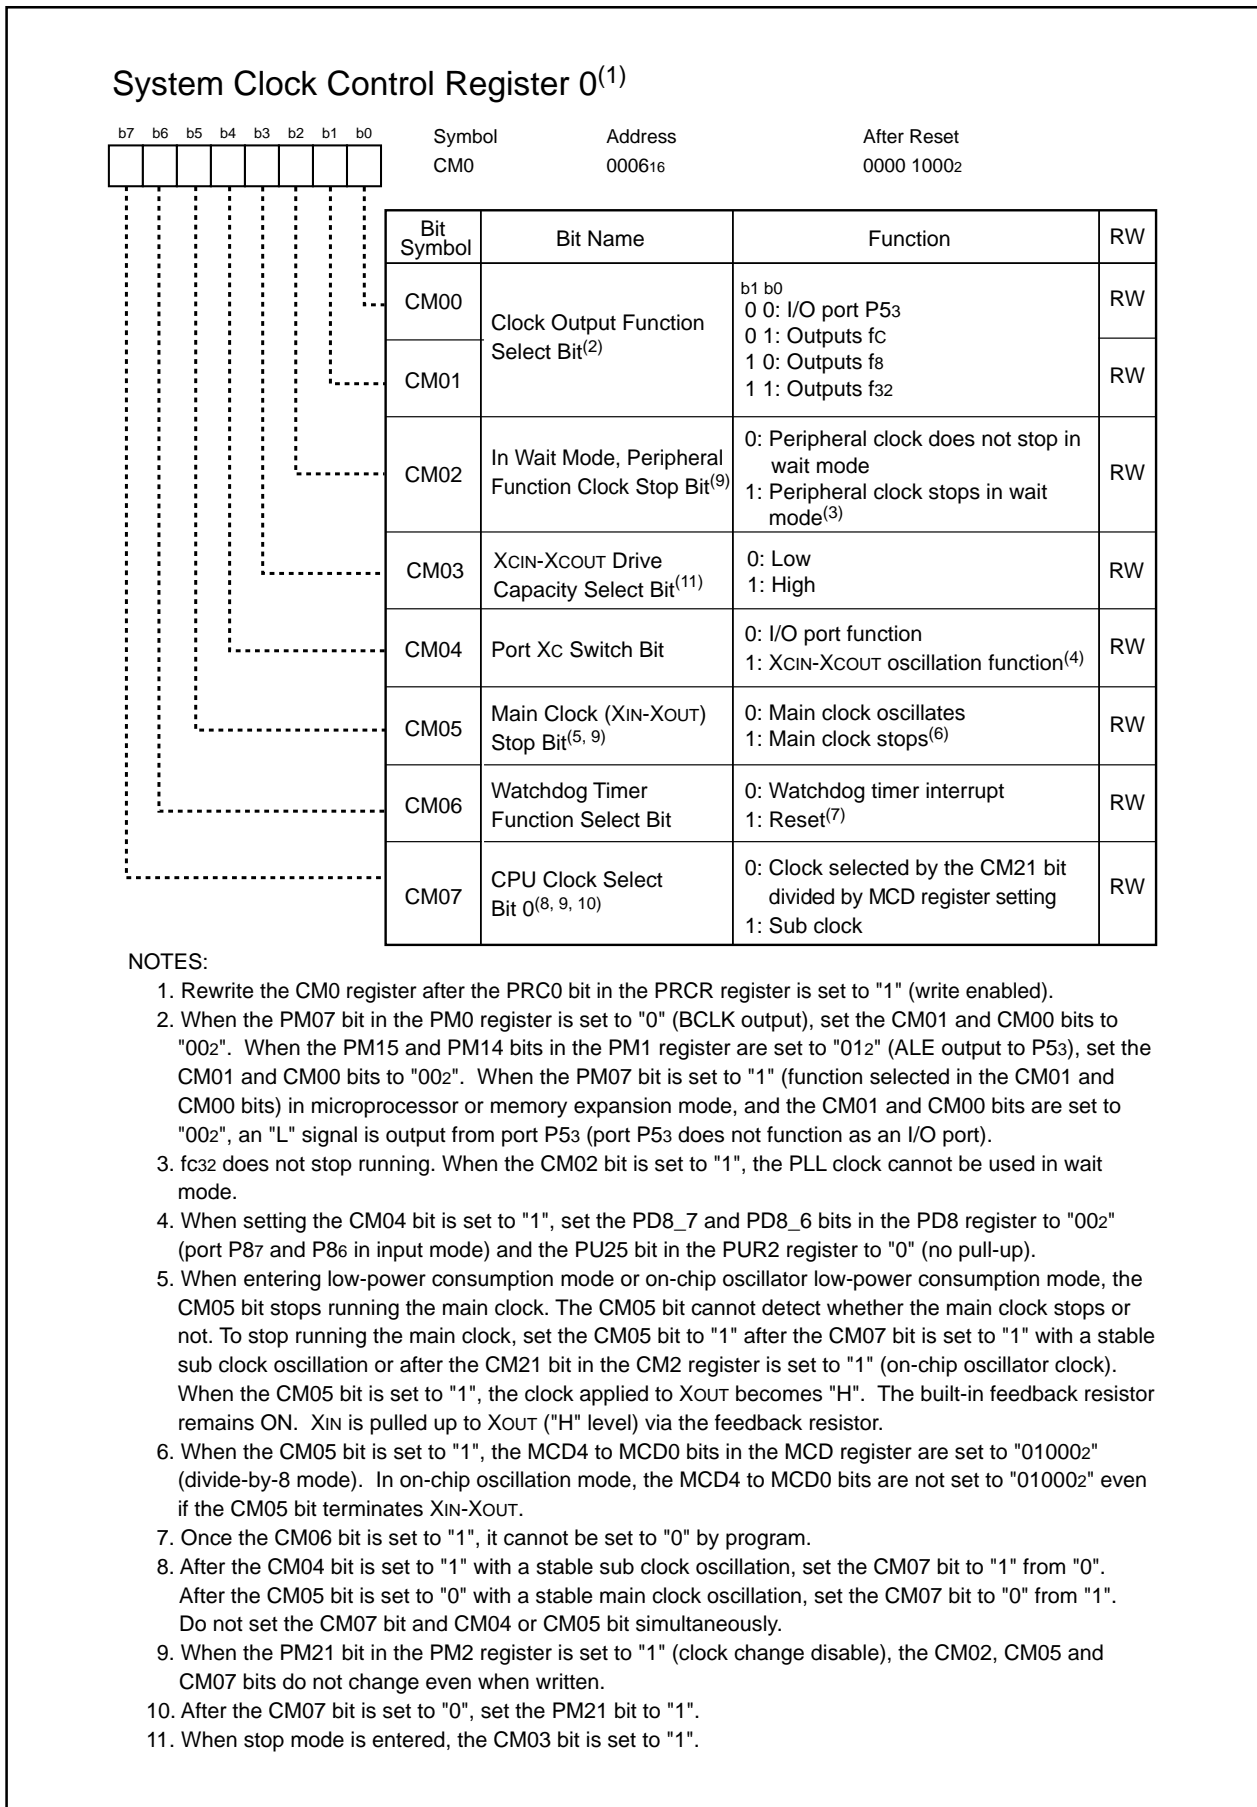 System Clock Control Register 0(1)
b7 b6 b5 b4 b3 b2 b1 b0
Symbol Address After Reset
CM0 000616 0000 10002
Bit Symbol Bit Name Function RW
CM00
CM01
Clock Output Function
Select Bit(2)
b1 b0
0 0: I/O port P53
0 1: Outputs fC
1 0: Outputs f8
1 1: Outputs f32
RW
RW
CM02
In Wait Mode, Peripheral
Function Clock Stop Bit(9)
0: Peripheral clock does not stop in
wait mode
1: Peripheral clock stops in wait
mode(3)
RW
CM03
XCIN-XCOUT Drive
Capacity Select Bit(11)
0: Low
1: High
RW
CM04
Port XC Switch Bit
0: I/O port function
1: XCIN-XCOUT oscillation function(4)
RW
CM05
Main Clock (XIN-XOUT)
Stop Bit(5, 9)
0: Main clock oscillates
1: Main clock stops(6)
RW
CM06
Watchdog Timer
Function Select Bit
0: Watchdog timer interrupt
1: Reset(7)
RW
CM07
CPU Clock Select
Bit 0(8, 9, 10)
0: Clock selected by the CM21 bit
divided by MCD register setting
1: Sub clock
RW
NOTES:
1. Rewrite the CM0 register after the PRC0 bit in the PRCR register is set to "1" (write enabled).
2. When the PM07 bit in the PM0 register is set to "0" (BCLK output), set the CM01 and CM00 bits to
"002". When the PM15 and PM14 bits in the PM1 register are set to "012" (ALE output to P53), set the
CM01 and CM00 bits to "002". When the PM07 bit is set to "1" (function selected in the CM01 and
CM00 bits) in microprocessor or memory expansion mode, and the CM01 and CM00 bits are set to
"002", an "L" signal is output from port P53 (port P53 does not function as an I/O port).
3. fc32 does not stop running. When the CM02 bit is set to "1", the PLL clock cannot be used in wait
mode.
4. When setting the CM04 bit is set to "1", set the PD8_7 and PD8_6 bits in the PD8 register to "002"
(port P87 and P86 in input mode) and the PU25 bit in the PUR2 register to "0" (no pull-up).
5. When entering low-power consumption mode or on-chip oscillator low-power consumption mode, the
CM05 bit stops running the main clock. The CM05 bit cannot detect whether the main clock stops or
not. To stop running the main clock, set the CM05 bit to "1" after the CM07 bit is set to "1" with a stable
sub clock oscillation or after the CM21 bit in the CM2 register is set to "1" (on-chip oscillator clock).
When the CM05 bit is set to "1", the clock applied to XOUT becomes "H". The built-in feedback resistor
remains ON. XIN is pulled up to XOUT ("H" level) via the feedback resistor.
6. When the CM05 bit is set to "1", the MCD4 to MCD0 bits in the MCD register are set to "010002"
(divide-by-8 mode). In on-chip oscillation mode, the MCD4 to MCD0 bits are not set to "010002" even
if the CM05 bit terminates XIN-XOUT.
7. Once the CM06 bit is set to "1", it cannot be set to "0" by program.
8. After the CM04 bit is set to "1" with a stable sub clock oscillation, set the CM07 bit to "1" from "0".
After the CM05 bit is set to "0" with a stable main clock oscillation, set the CM07 bit to "0" from "1".
Do not set the CM07 bit and CM04 or CM05 bit simultaneously.
9. When the PM21 bit in the PM2 register is set to "1" (clock change disable), the CM02, CM05 and
CM07 bits do not change even when written.
10. After the CM07 bit is set to "0", set the PM21 bit to "1".
11. When stop mode is entered, the CM03 bit is set to "1".